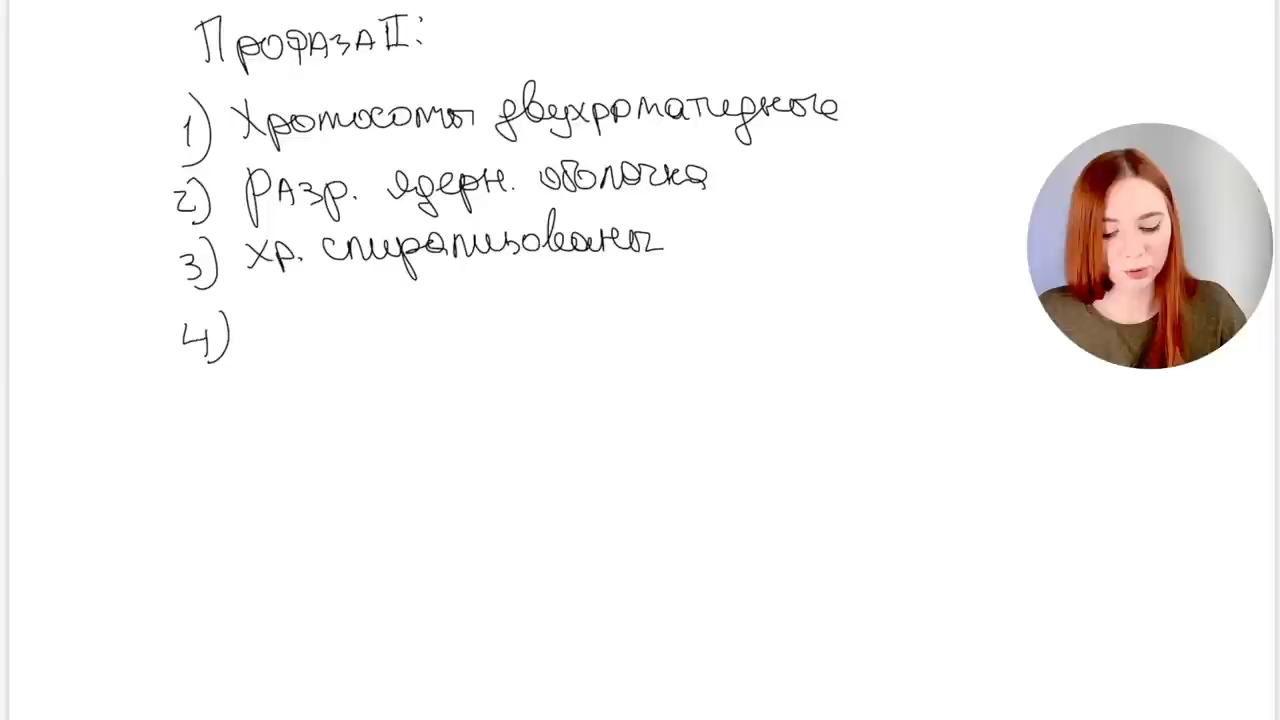 Профаза II:
1) Хромосомы двухроматидные
2) Разр. ядерн. оболочка
3) хр. спирализованы
4)